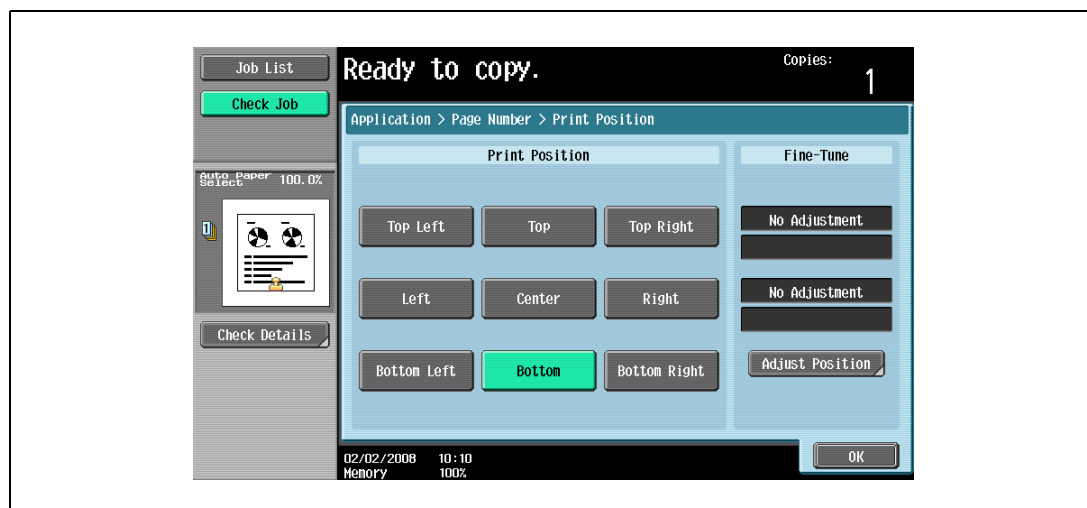 Job List
Check Job
Auto Paper Select 100.0%
1
Check Details
Ready to copy.
Copies:
1
Application > Page Number > Print Position
Print Position
Fine-Tune
Top Left
Top
Top Right
No Adjustment
Left
Center
Right
No Adjustment
Bottom Left
Bottom
Bottom Right
Adjust Position
02/02/2008 10:10
Memory 100%
OK